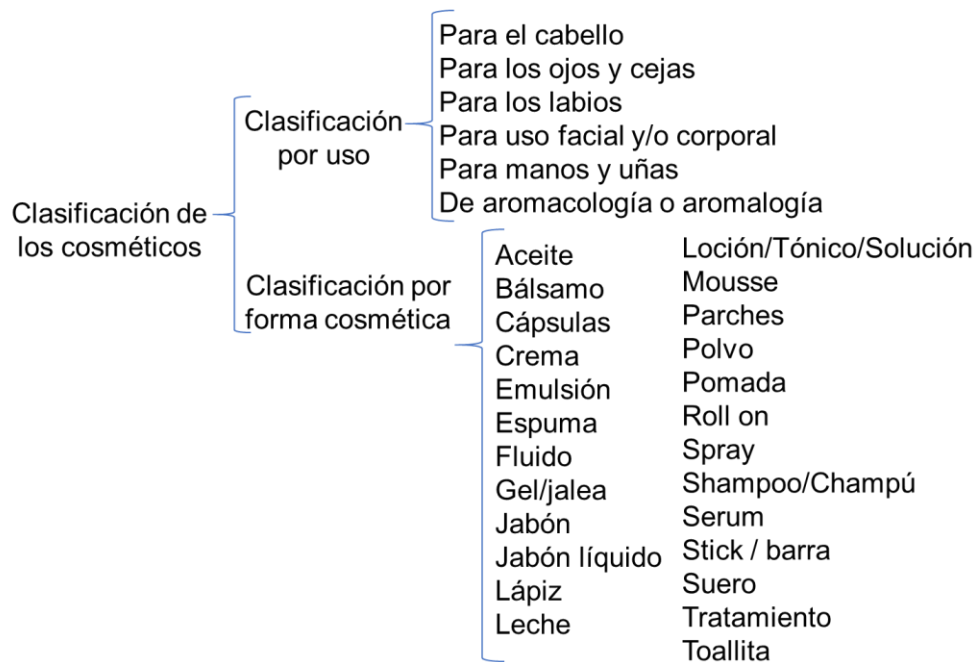 Clasificación de
los cosméticos
Clasificación
por uso
Para el cabello
Para los ojos y cejas
Para los labios
Para uso facial y/o corporal
Para manos y uñas
De aromacología o aromalogía
Clasificación por
forma cosmética
Aceite
Bálsamo
Cápsulas
Crema
Emulsión
Espuma
Fluido
Gel/jalea
Jabón
Jabón líquido
Lápiz
Leche
Loción/Tónico/Solución
Mousse
Parches
Polvo
Pomada
Roll on
Spray
Shampoo/Champú
Serum
Stick / barra
Suero
Tratamiento
Toallita